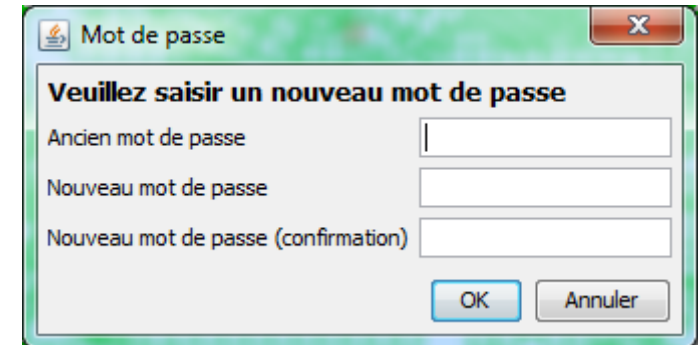 Mot de passe
Veuillez saisir un nouveau mot de passe
Ancien mot de passe
Nouveau mot de passe
Nouveau mot de passe (confirmation)
OK Annuler